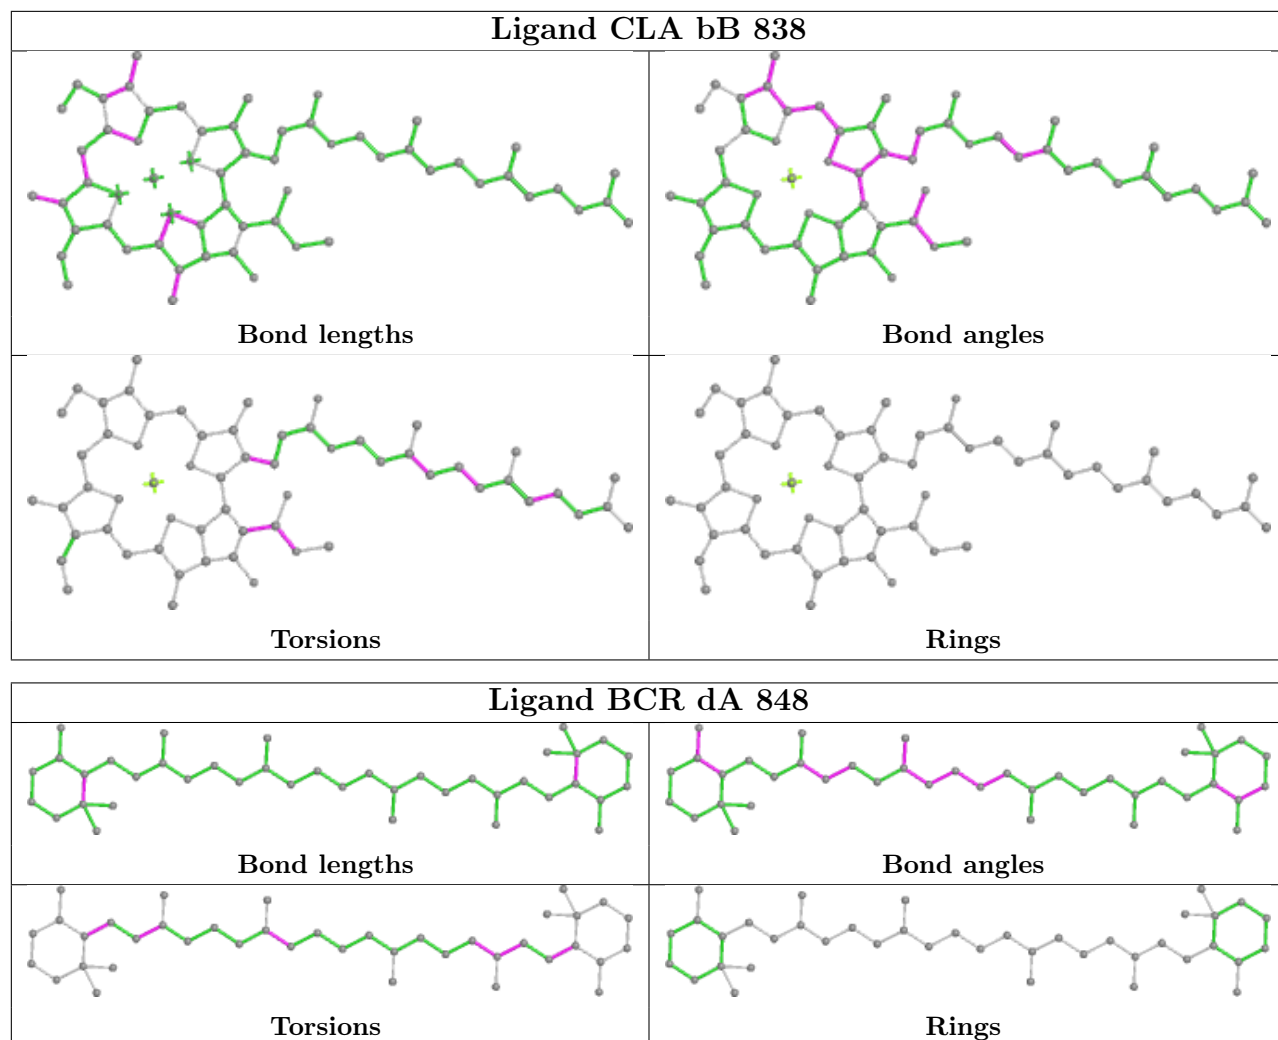 Ligand CLA bB 838
Bond lengths
Bond angles
Torsions
Rings
Ligand BCR dA 848
Bond lengths
Bond angles
Torsions
Rings